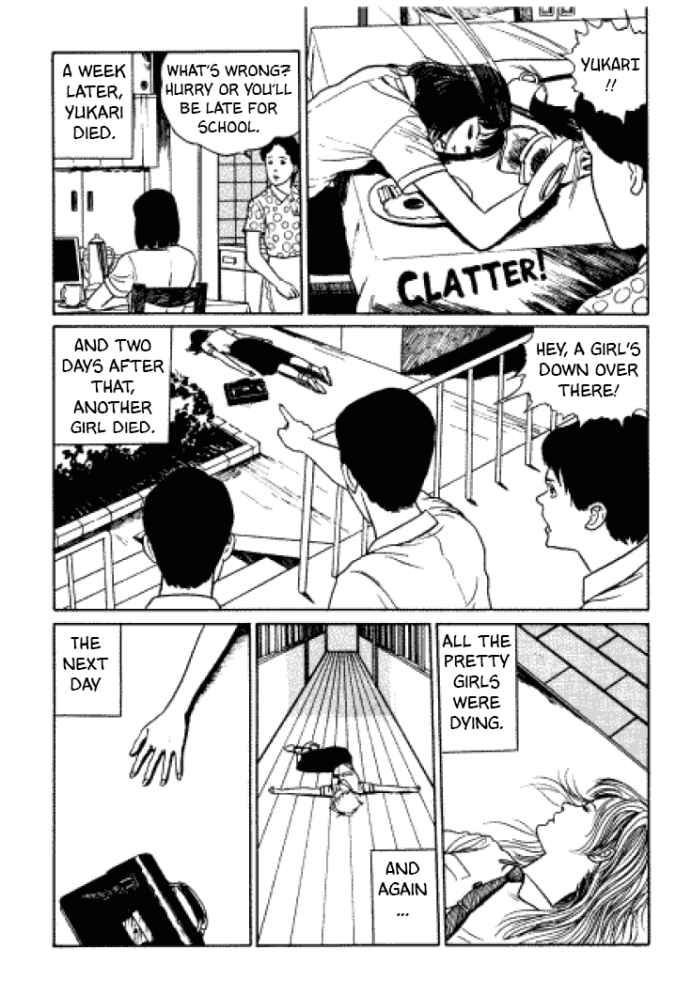 A WEEK
LATER,
YUKARI
DIED.
WHAT'S WRONG?
HURRY OR YOU'LL
BE LATE FOR
SCHOOL.
YUKARI
!!
CLATTER!
AND TWO
DAYS AFTER
THAT,
ANOTHER
GIRL DIED.
HEY, A GIRL'S
DOWN OVER
THERE!
THE
NEXT
DAY
AND
AGAIN
...
ALL THE
PRETTY
GIRLS
WERE
DYING.